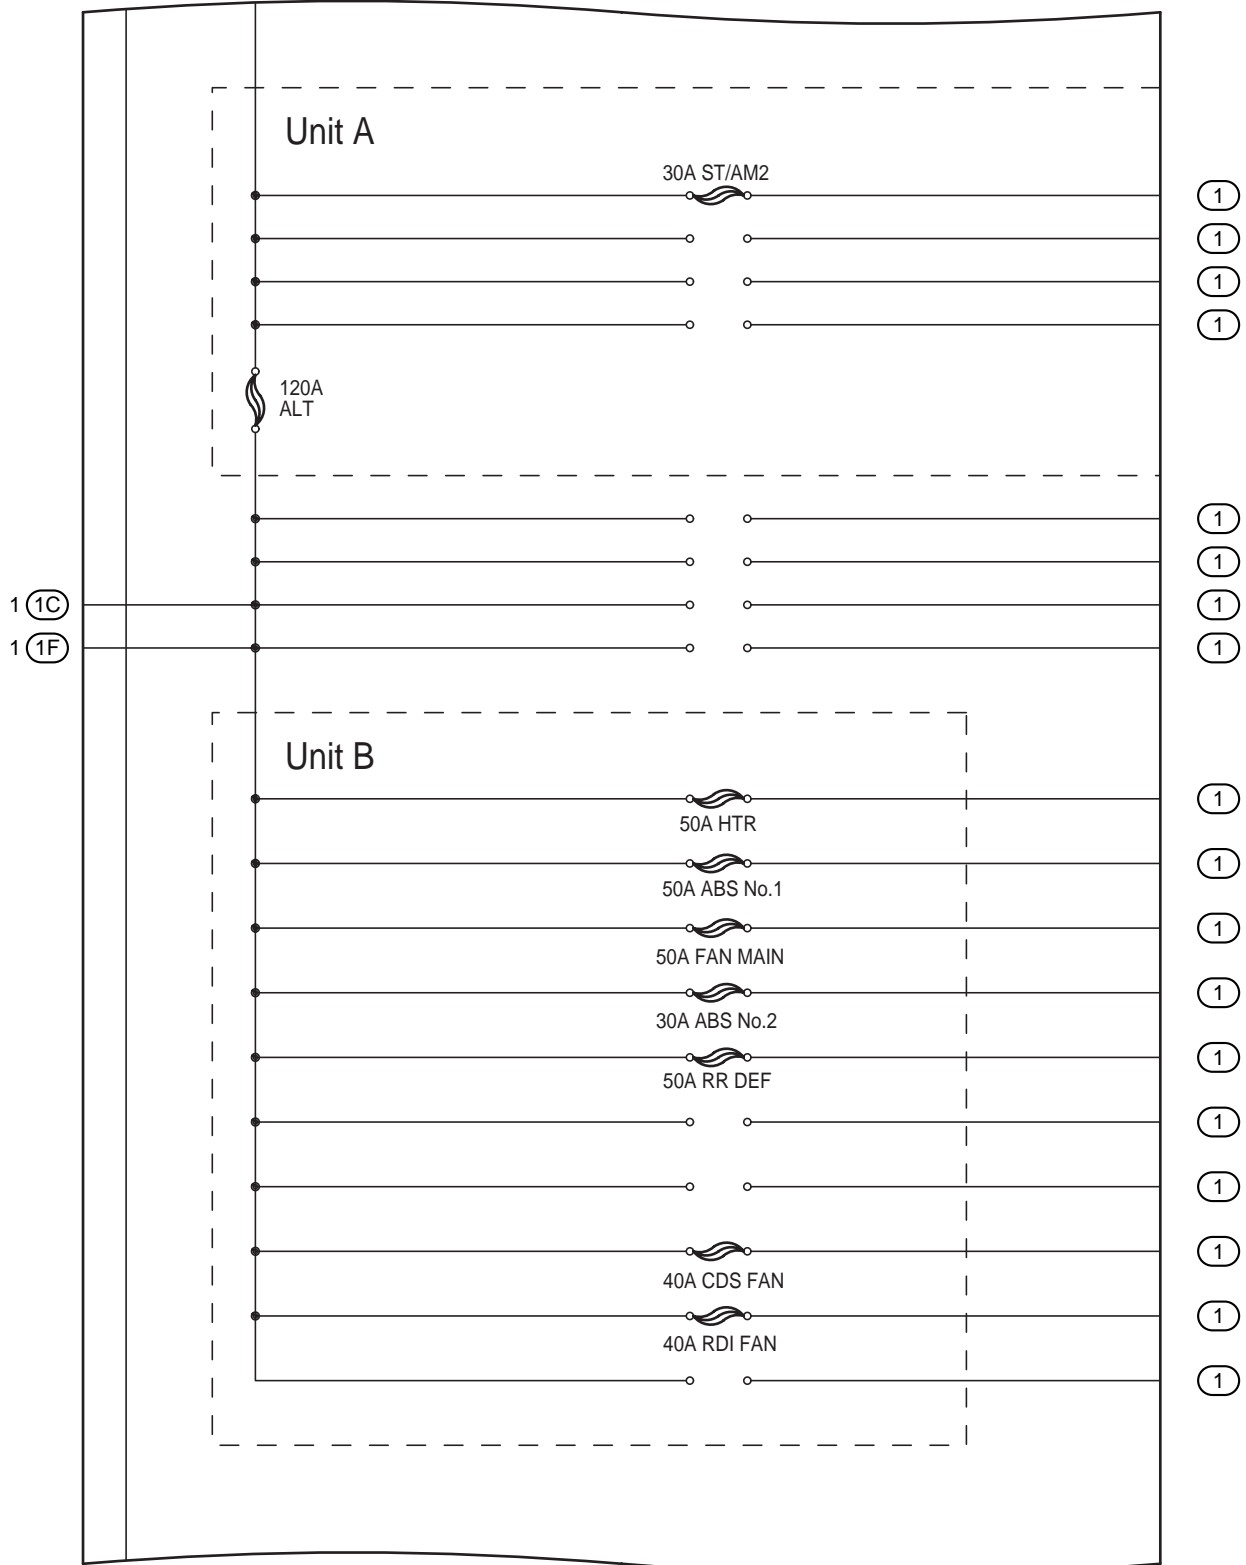 Unit A
30A ST/AM2
1
1
1
1
120A
ALT
1
1
1 1C
1
1 1F
1
Unit B
1
50A HTR
1
50A ABS No.1
1
50A FAN MAIN
1
30A ABS No.2
1
50A RR DEF
1
1
1
40A CDS FAN
1
40A RDI FAN
1